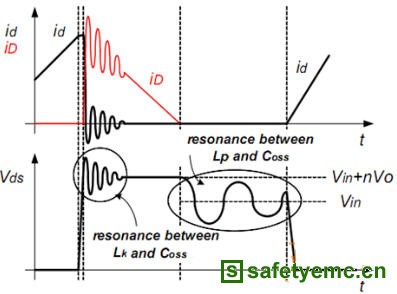 id
iD
id
iD
id
t
resonance between
Lp and Coss
Vds
Vin+nVo
Vin
resonance between
Lk and Coss
S safetyemc.cn
t